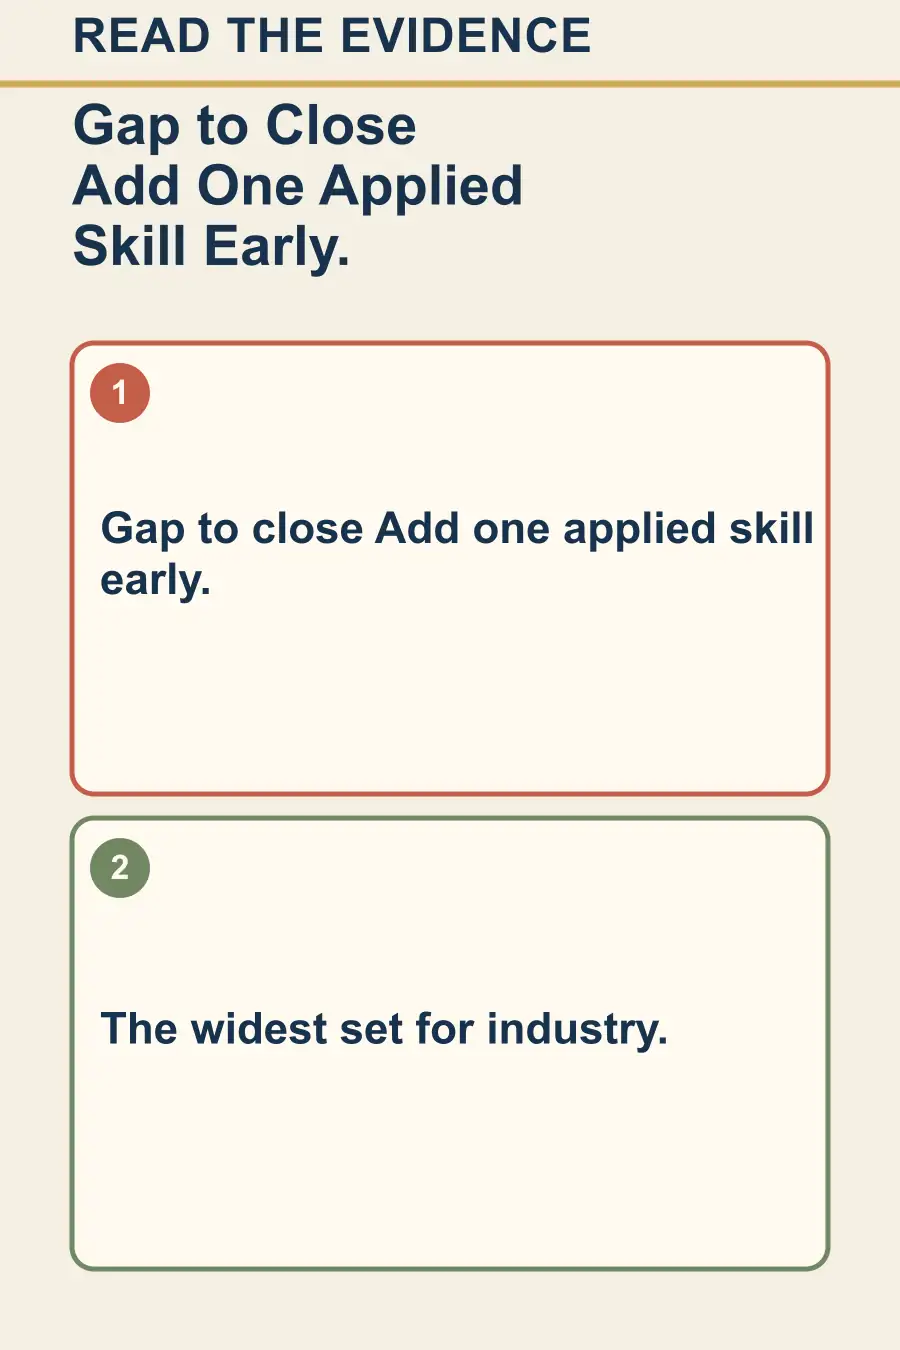 READ THE EVIDENCE
Gap to Close
Add One Applied
Skill Early.
1
Gap to close Add one applied skill
early.
2
The widest set for industry.